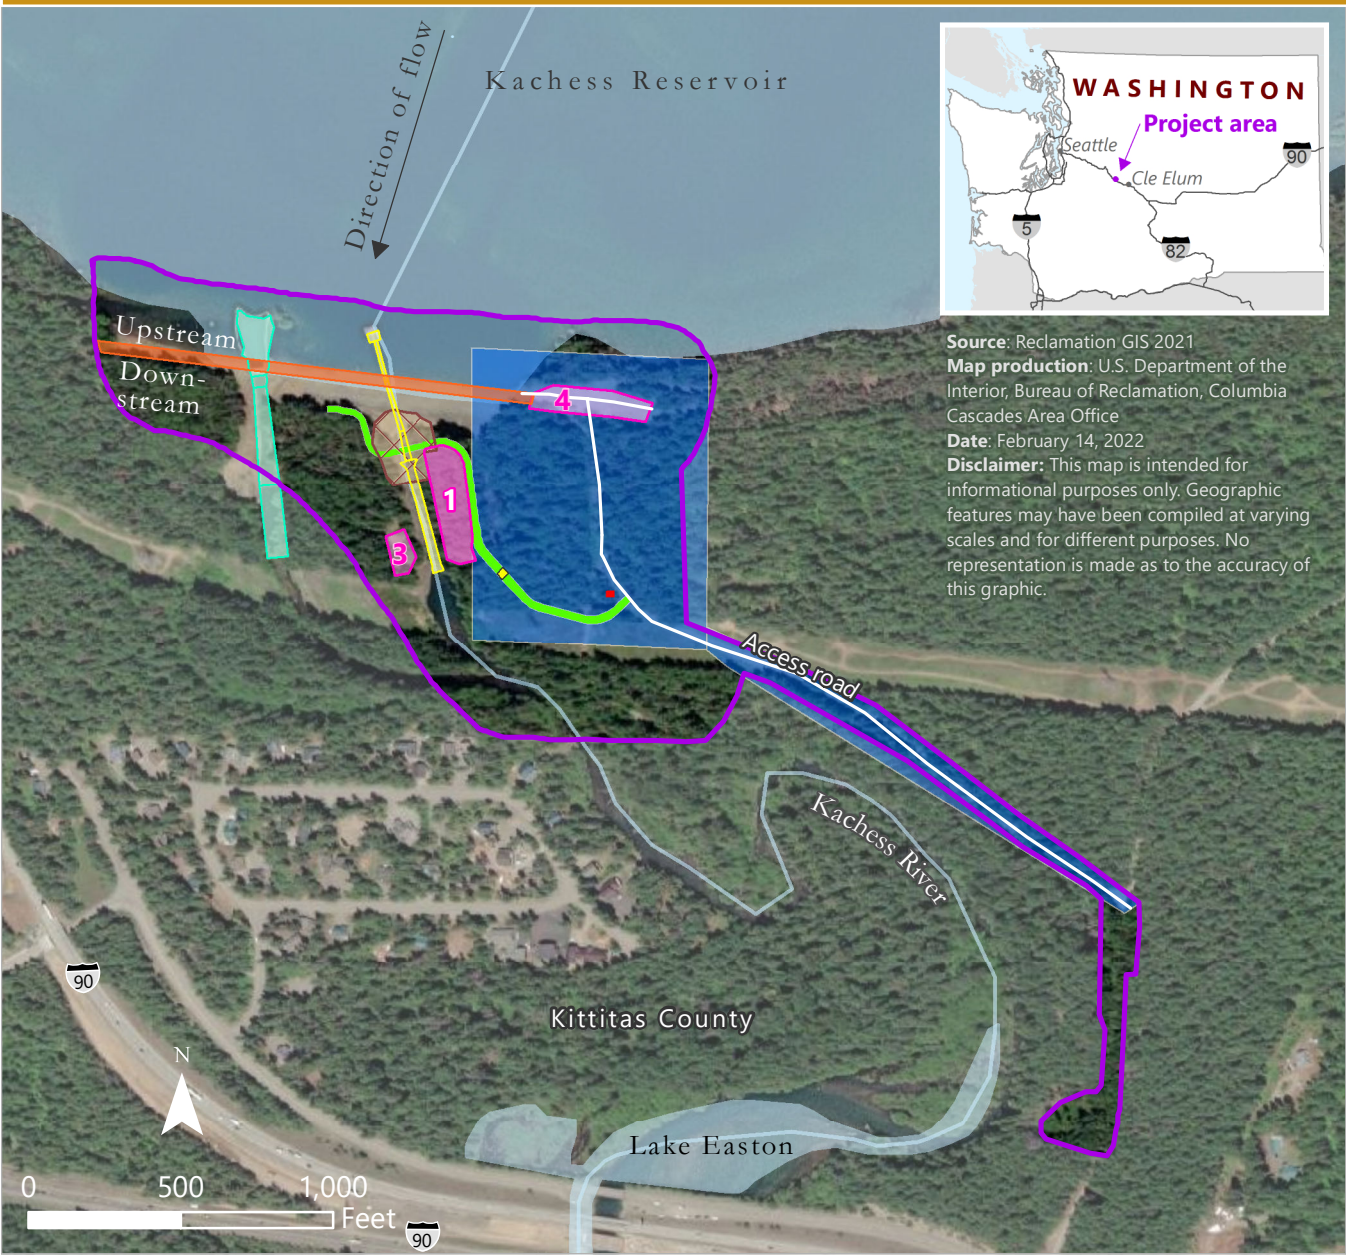 Direction of flow
Kachess Reservoir
WASHINGTON
Project area
Seattle
90
Cle Elum
5
82
Source: Reclamation GIS 2021
Map production: U.S. Department of the
Interior, Bureau of Reclamation, Columbia
Cascades Area Office
Date: February 14, 2022
Disclaimer: This map is intended for
informational purposes only. Geographic
features may have been compiled at varying
scales and for different purposes. No
representation is made as to the accuracy of
this graphic.
Upstream
Down-
stream
4
1
3
Access road
Kachess River
90
Kittitas County
N
Lake Easton
0 500 1,000
Feet
90